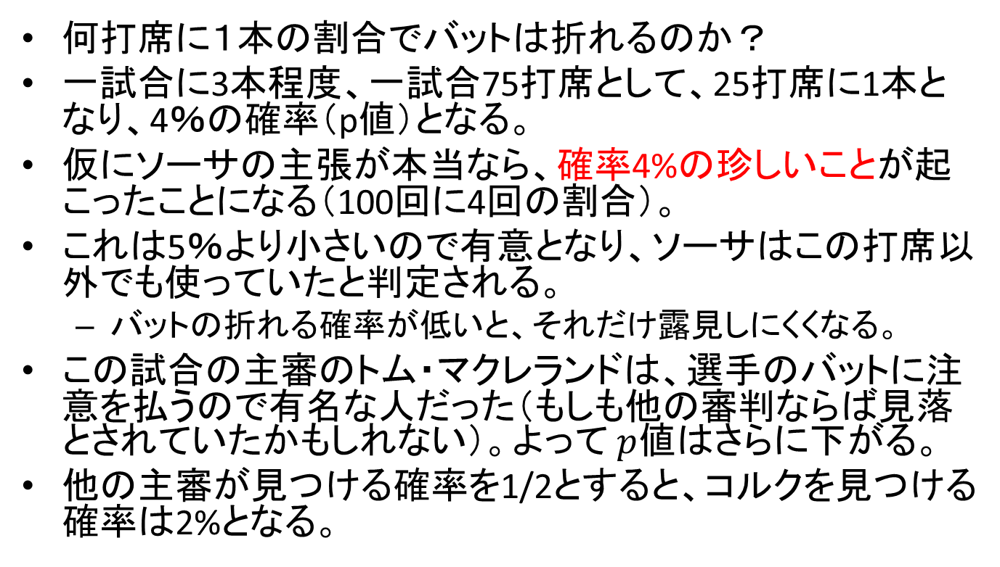 • 何打席に１本の割合でバットは折れるのか？
• 一試合に3本程度、一試合75打席として、25打席に1本と
なり、4％の確率（p値）となる。
• 仮にソーサの主張が本当なら、確率4%の珍しいことが起
こったことになる（100回に4回の割合）。
• これは5％より小さいので有意となり、ソーサはこの打席以
外でも使っていたと判定される。
– バットの折れる確率が低いと、それだけ露見しにくくなる。
• この試合の主審のトム・マクレランドは、選手のバットに注
意を払うので有名な人だった（もしも他の審判ならば見落
とされていたかもしれない）。よって p値はさらに下がる。
• 他の主審が見つける確率を1/2とすると、コルクを見つける
確率は2%となる。